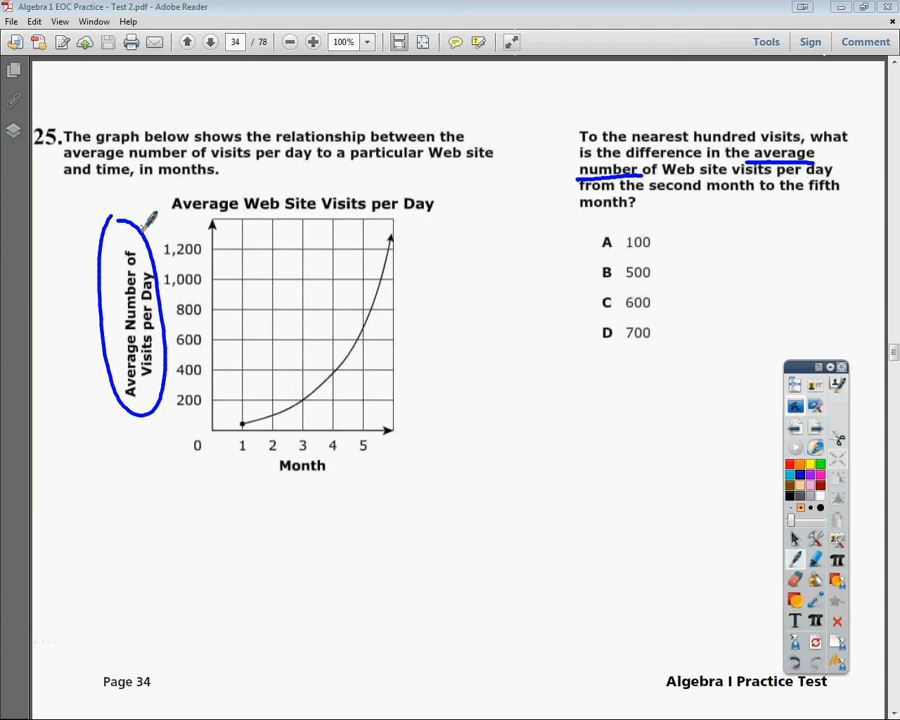 Algebra 1 EOC Practice - Test 2.pdf - Adobe Reader
File Edit View Window Help
34 / 78 100% Tools Sign Comment
25. The graph below shows the relationship between the
average number of visits per day to a particular Web site
and time, in months.
Average Web Site Visits per Day
Average Number of
Visits per Day
1,200
1,000
800
600
400
200
0 1 2 3 4 5
Month
To the nearest hundred visits, what
is the difference in the average
number of Web site visits per day
from the second month to the fifth
month?
A 100
B 500
C 600
D 700
Page 34
Algebra I Practice Test